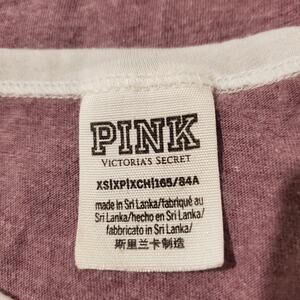 PINK
VICTORIA'S SECRET
XS|XP|XCH|165/84A
made in Sri Lanka/fabriqué au
Sri Lanka/hecho en Sri Lanka/
fabbricato in Sri Lanka/
斯里兰卡制造